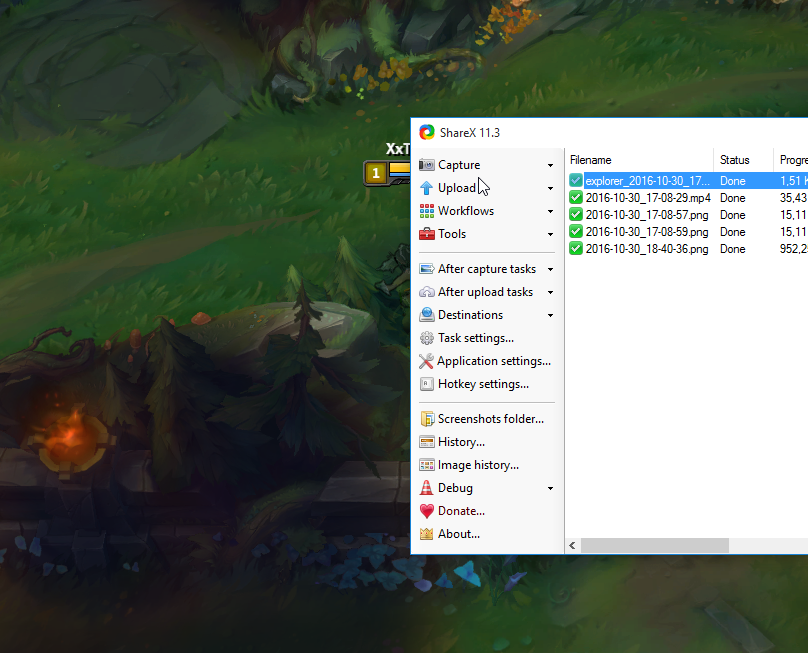 ShareX 11.3
XxT
1
Capture
Upload
Workflows
Tools
After capture tasks
After upload tasks
Destinations
Task settings...
Application settings...
Hotkey settings...
Screenshots folder...
History...
Image history...
Debug
Donate...
About...
Filename Status Progre
explorer_2016-10-30_17... Done 1,51 K
2016-10-30_17-08-29.mp4 Done 35,43
2016-10-30_17-08-57.png Done 15,11
2016-10-30_17-08-59.png Done 15,11
2016-10-30_18-40-36.png Done 952,2